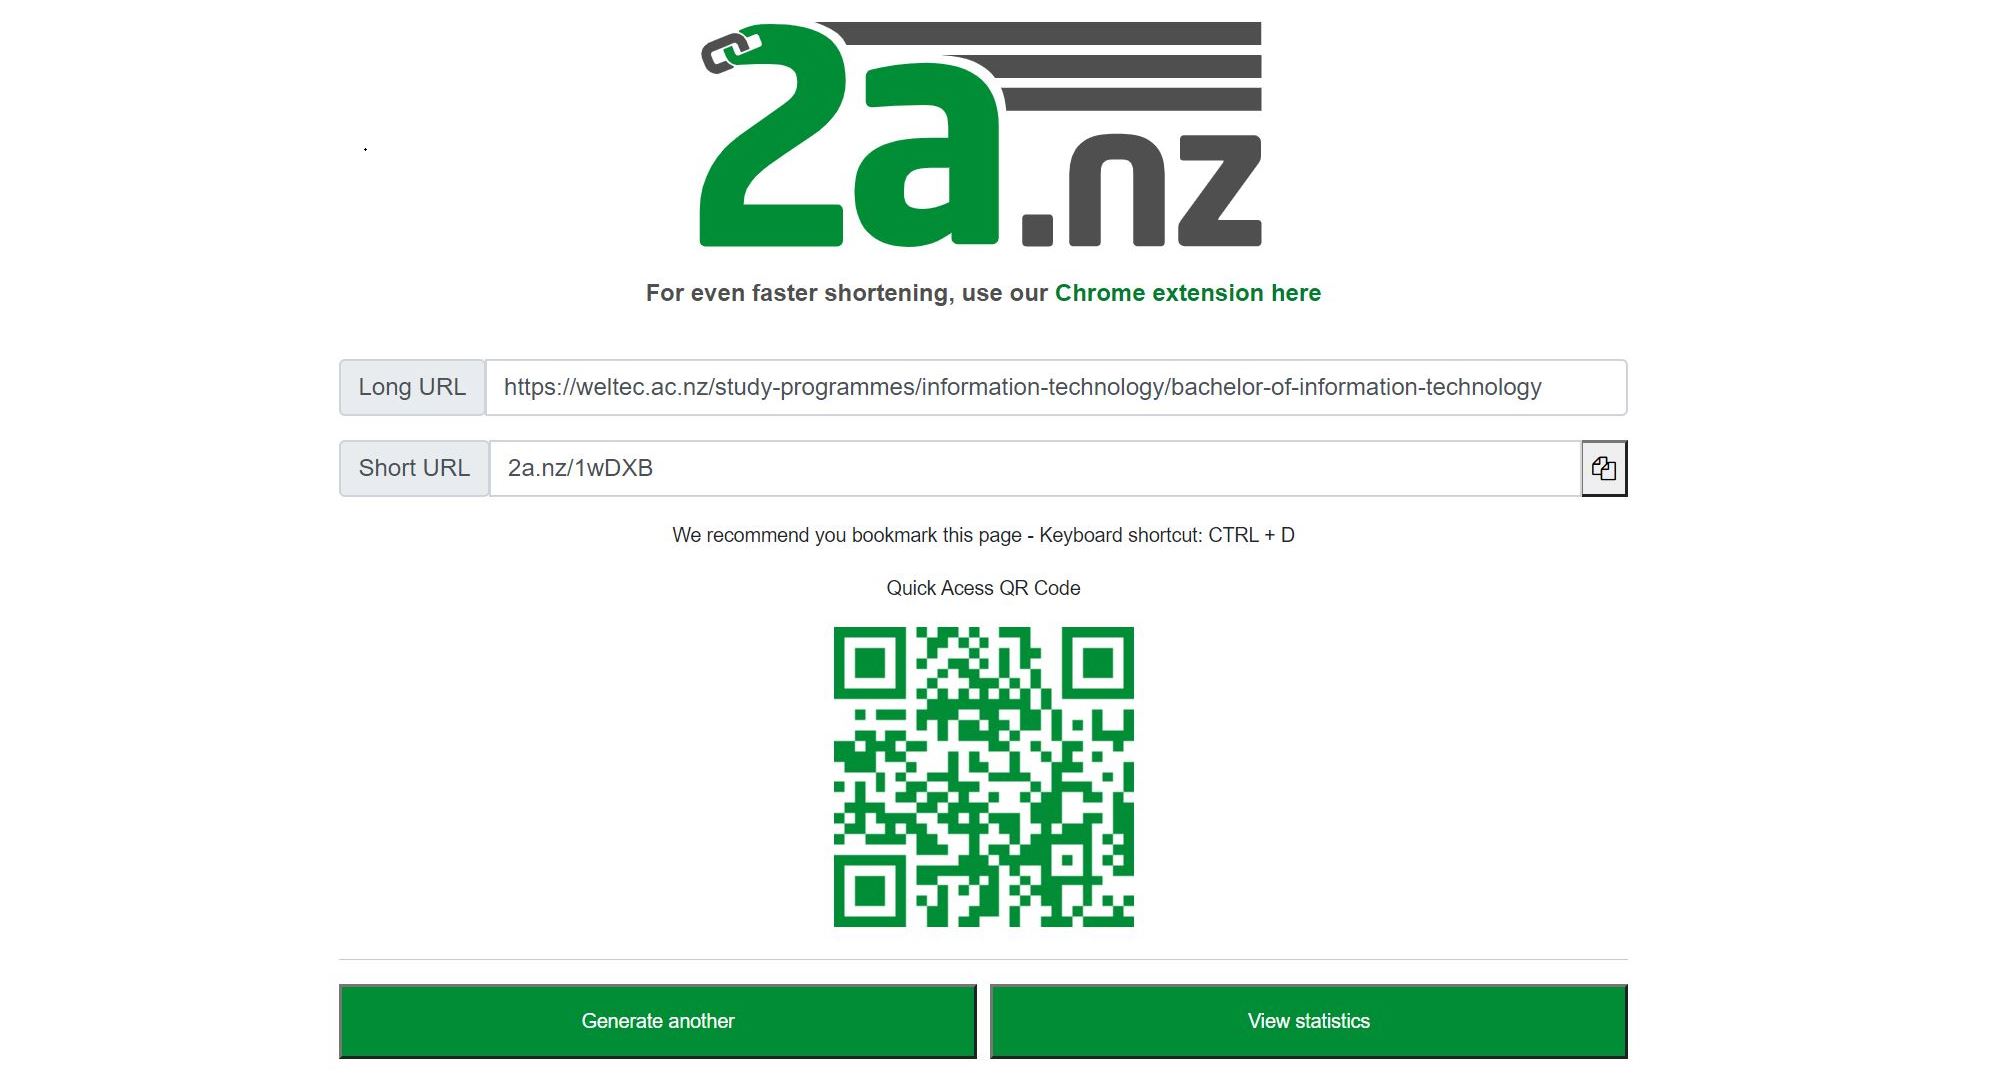 2a.nz
For even faster shortening, use our Chrome extension here
Long URL https://weltec.ac.nz/study-programmes/information-technology/bachelor-of-information-technology
Short URL 2a.nz/1wDXB
We recommend you bookmark this page - Keyboard shortcut: CTRL + D
Quick Acess QR Code
Generate another View statistics